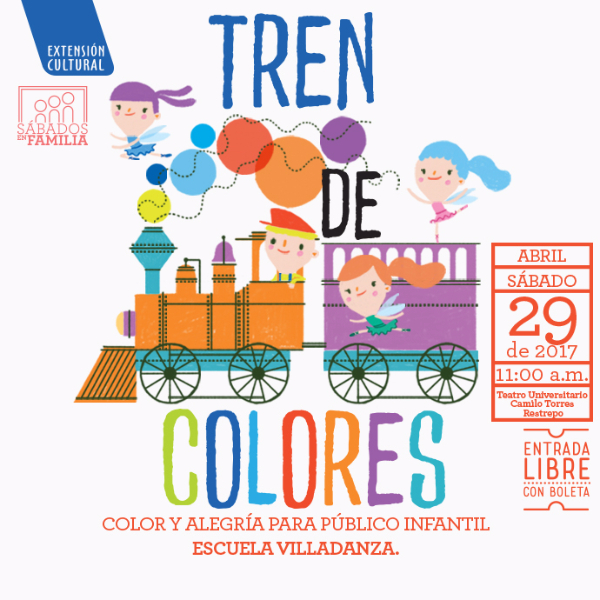 EXTENSIÓN
CULTURAL
SÁBADOS
EN FAMILIA
TREN
DE
COLORES
COLOR Y ALEGRÍA PARA PÚBLICO INFANTIL
ESCUELA VILLADANZA.
ABRIL
SÁBADO
29
de 2017
11:00 a.m.
Teatro Universitario
Camilo Torres
Restrepo
ENTRADA
LIBRE
CON BOLETA